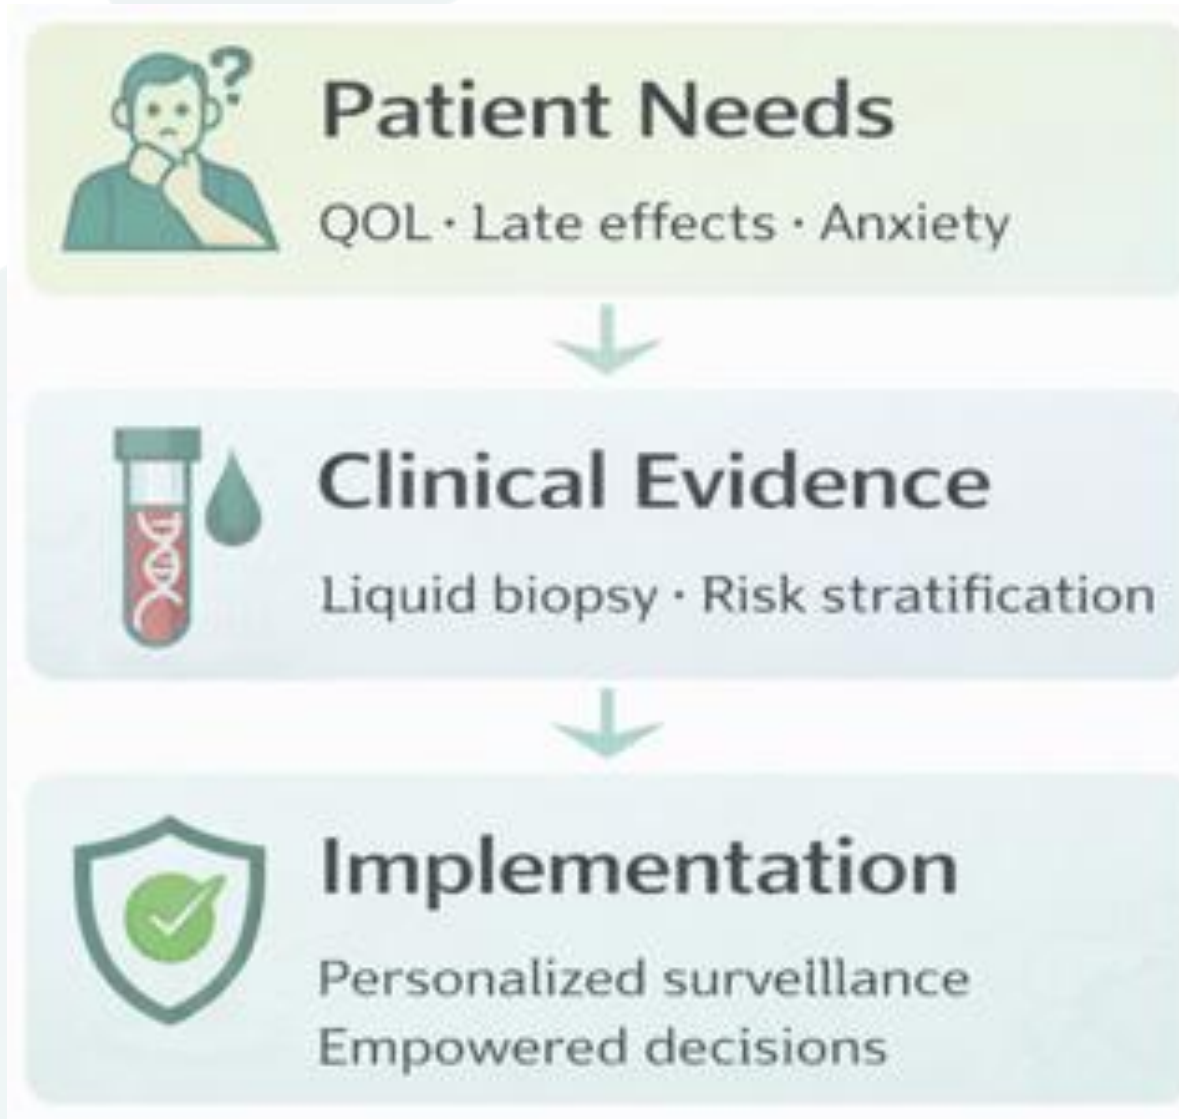 ?
Patient Needs
QOL · Late effects · Anxiety
Clinical Evidence
Liquid biopsy · Risk stratification
Implementation
Personalized surveillance
Empowered decisions